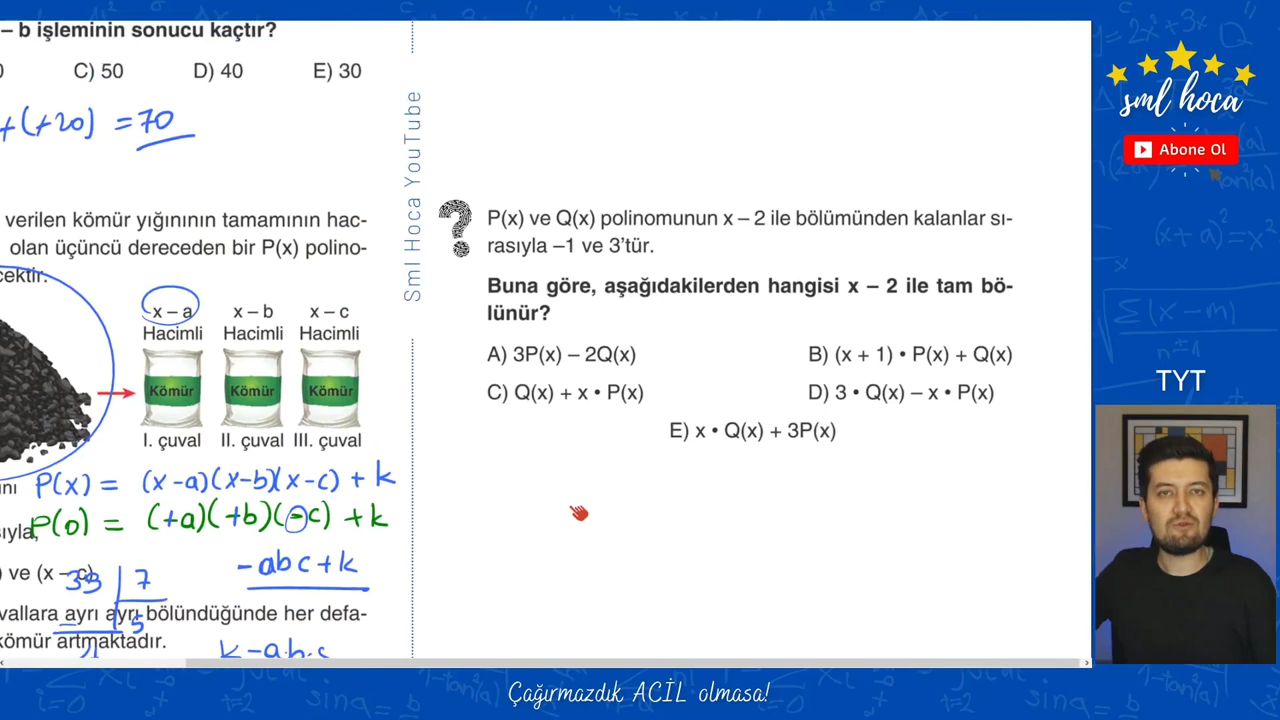 – b işleminin sonucu kaçtır?
C) 50 D) 40 E) 30
+(+20) = 70
verilen kömür yığınının tamamının hac-
olan üçüncü dereceden bir P(x) polino-
cektir.
x – a x – b x – c
Hacimli Hacimli Hacimli
Kömür Kömür Kömür
I. çuval II. çuval III. çuval
P(x) = (x-a)(x-b)(x-c) + k
P(0) = (+a)(+b)(-c) + k
-abc+k
) ve (x – c)
33 7
5
vallara ayrı ayrı bölündüğünde her defa-
kömür artmaktadır.
k-a.b.c
Sml Hoca YouTube
?
P(x) ve Q(x) polinomunun x – 2 ile bölümünden kalanlar sı-
rasıyla –1 ve 3'tür.
Buna göre, aşağıdakilerden hangisi x – 2 ile tam bö-
lünür?
A) 3P(x) – 2Q(x) B) (x + 1) • P(x) + Q(x)
C) Q(x) + x • P(x) D) 3 • Q(x) – x • P(x)
E) x • Q(x) + 3P(x)
sml hoca
Abone Ol
TYT
Çağırmazdık ACİL olmasa!